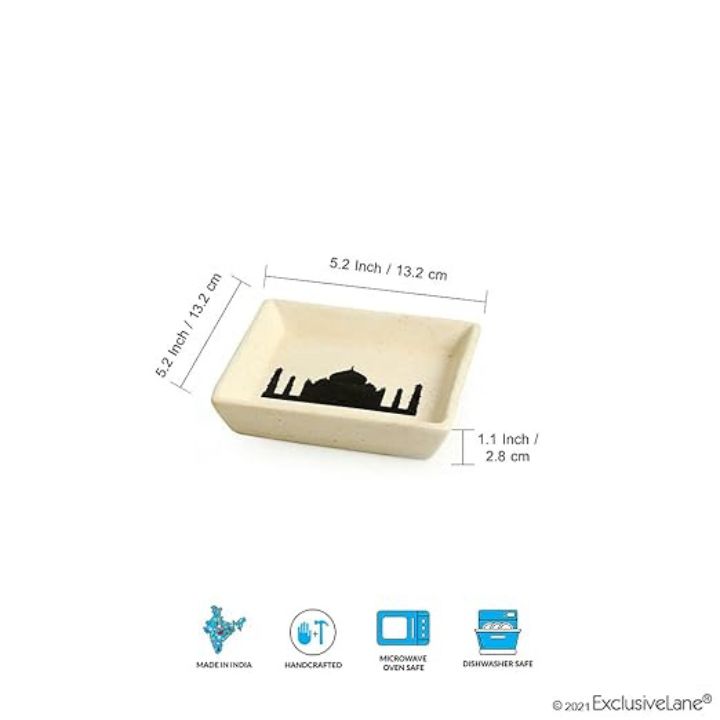 5.2 Inch / 13.2 cm
5.2 Inch / 13.2 cm
1.1 Inch /
2.8 cm
MADE IN INDIA
HANDCRAFTED
MICROWAVE
OVEN SAFE
DISHWASHER SAFE
© 2021 ExclusiveLane®